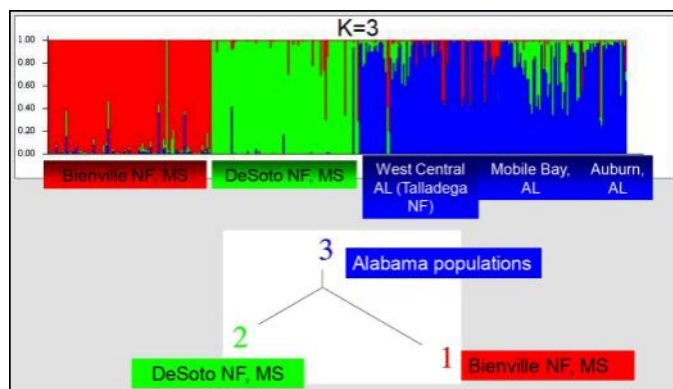 K=3
1.00
0.80
0.60
0.40
0.20
0.00
Bienville NF, MS
DeSoto NF, MS
West Central
AL (Talladega
NF)
Mobile Bay,
AL
Auburn,
AL
3
Alabama populations
2
DeSoto NF, MS
1
Bienville NF, MS